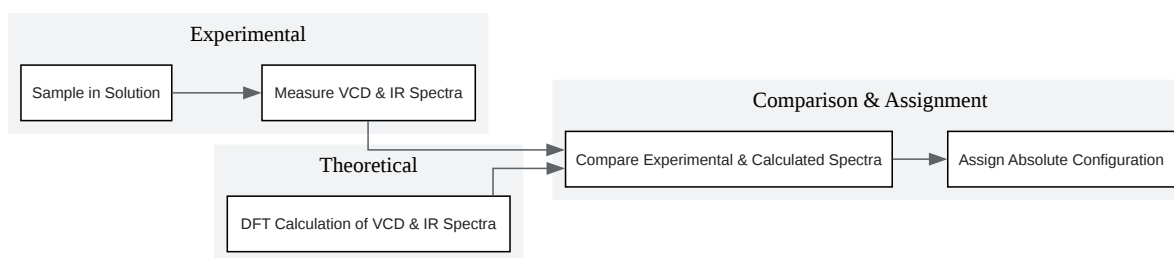 Experimental
Sample in Solution
Measure VCD & IR Spectra
Theoretical
DFT Calculation of VCD & IR Spectra
Comparison & Assignment
Compare Experimental & Calculated Spectra
Assign Absolute Configuration